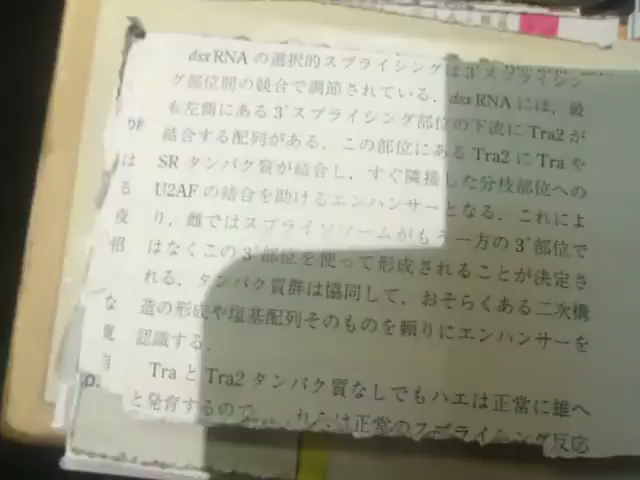 dsx RNA の選択的スプライシングは 3′スプライシン
グ部位間の競合で調節されている．dsx RNA には，最
も左側にある 3′スプライシング部位の下流に Tra2 が
結合する配列がある．この部位にある Tra2 に Tra や
SR タンパク質が結合し，すぐ隣接した分枝部位への
U2AF の結合を助けるエンハンサーとなる．これによ
り，雌ではスプライソソームがもう一方の 3′部位で
はなくこの 3′部位を使って形成されることが決定さ
れる．タンパク質群は協同して，おそらくある二次構
造の形成や塩基配列そのものを頼りにエンハンサーを
認識する．
Tra と Tra2 タンパク質なしでもハエは正常に雄へ
と発育するので，これらは正常のスプライシング反応
は
る
夜
招
な